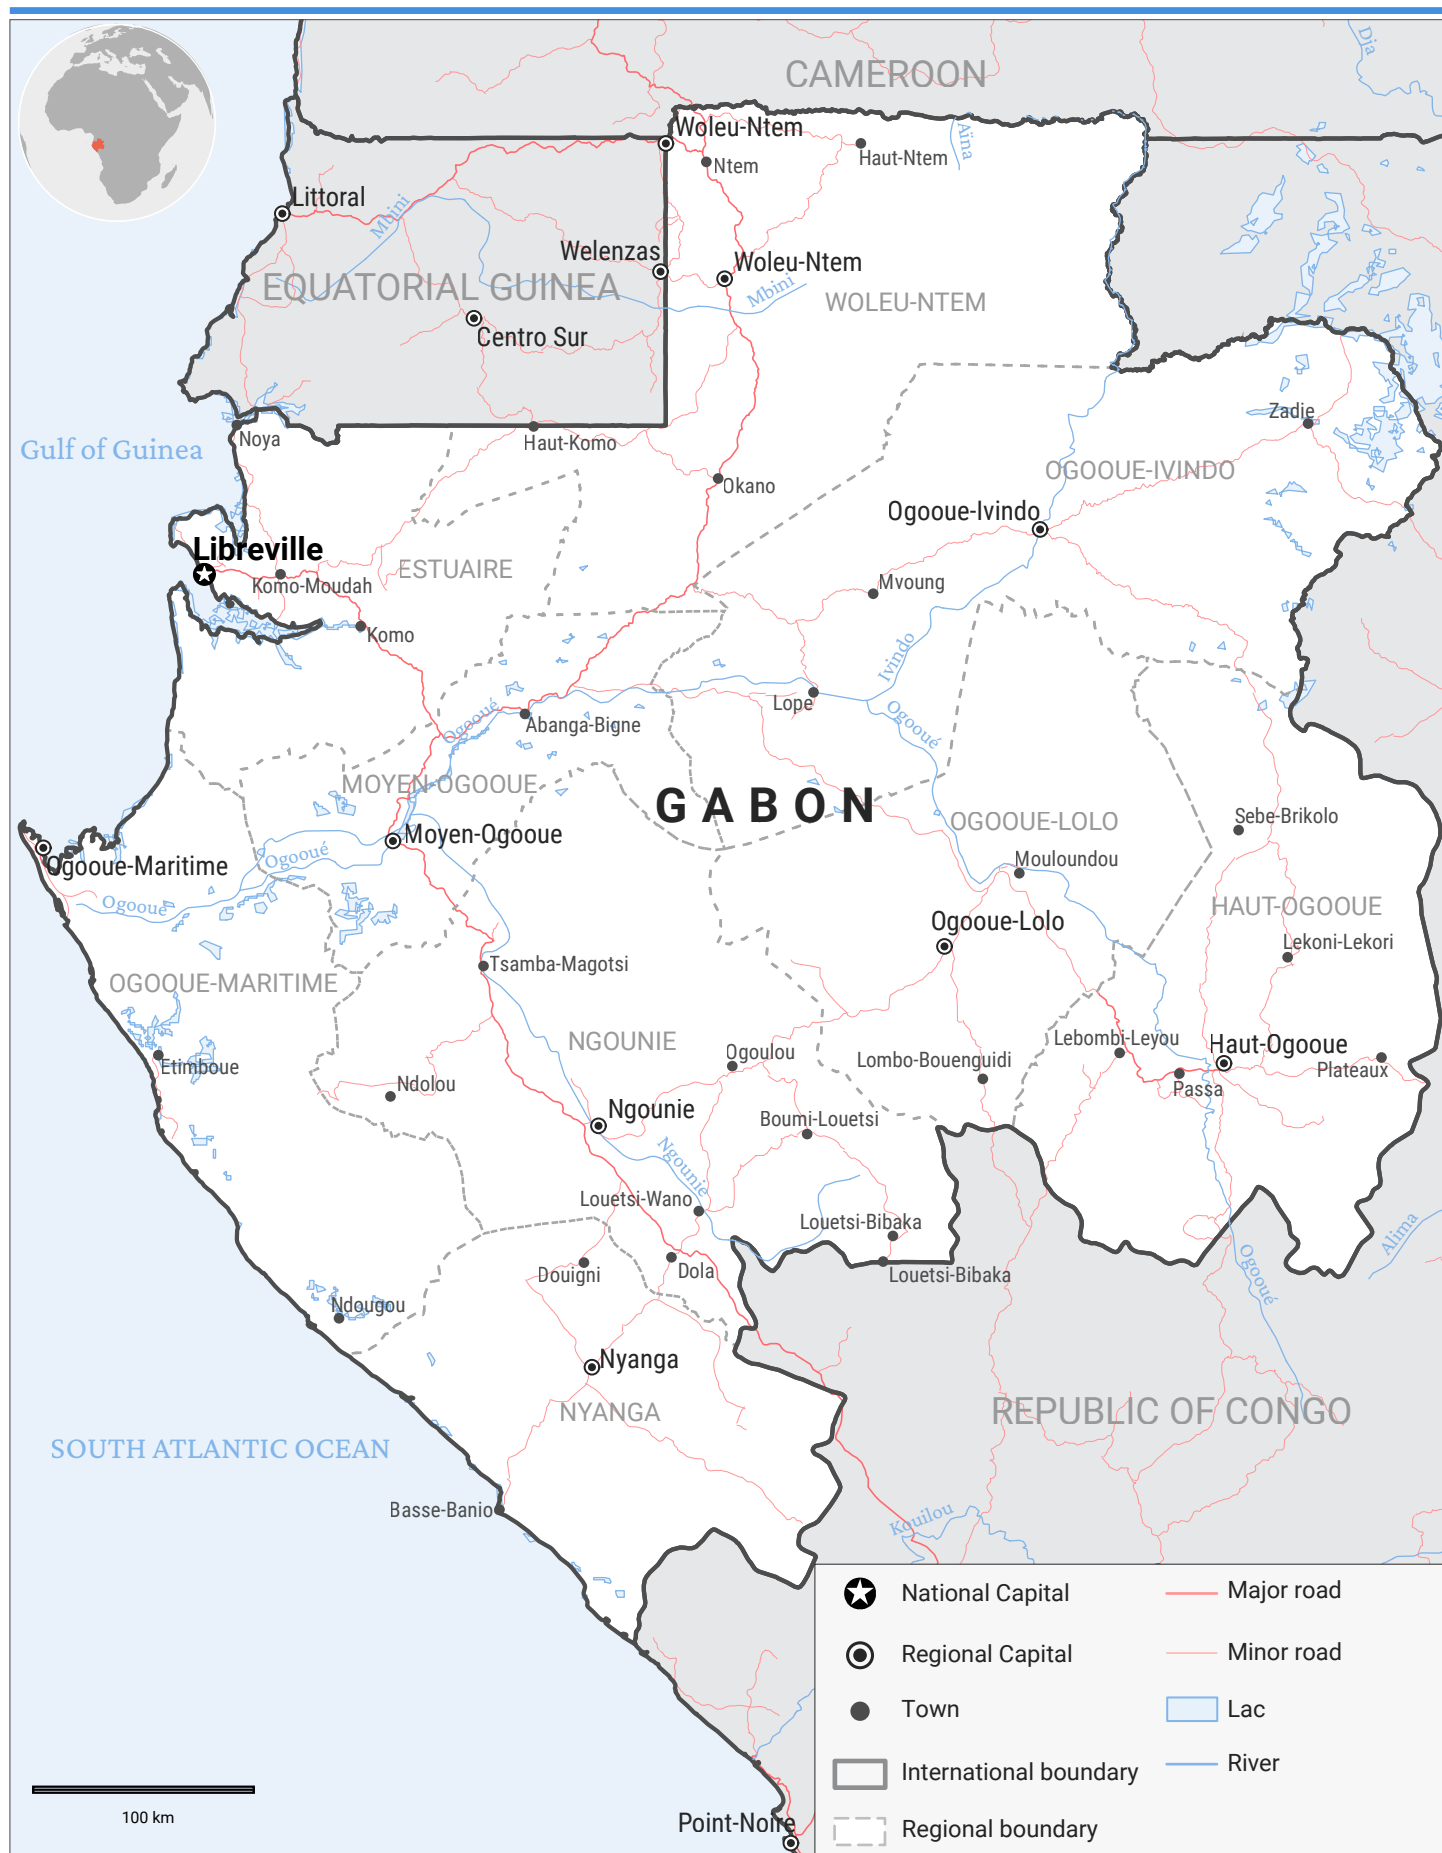 CAMEROON
Dja
Woleu-Ntem
Aïna
Haut-Ntem
Ntem
Littoral
Mbini
Welenzas
Woleu-Ntem
EQUATORIAL GUINEA
Mbini
WOLEU-NTEM
Centro Sur
Zadie
Noya
Haut-Komo
Gulf of Guinea
OGOOUE-IVINDO
Okano
Ogooue-Ivindo
Libreville
ESTUAIRE
Komo-Moudah
Mvoung
Komo
Ivindo
Lope
Ogooué
Ogooué
Abanga-Bigne
MOYEN-OGOOUE
GABON
Sebe-Brikolo
OGOOUE-LOLO
Moyen-Ogooue
Ogooué
Mouloundou
Ogooue-Maritime
Ogooué
HAUT-OGOOUE
Ogooue-Lolo
Lekoni-Lekori
Tsamba-Magotsi
OGOOUE-MARITIME
NGOUNIE
Lebombi-Leyou
Haut-Ogooue
Ogoulou
Lombo-Bouenguidi
Etimboue
Plateaux
Ndolou
Passa
Ngounie
Boumi-Louetsi
Ngounie
Louetsi-Wano
Louetsi-Bibaka
Alima
Douigni
Dola
Louetsi-Bibaka
Ogooué
Ndougou
Nyanga
NYANGA
REPUBLIC OF CONGO
SOUTH ATLANTIC OCEAN
Basse-Banio
Kouilou
National Capital
Major road
Regional Capital
Minor road
Town
Lac
International boundary
River
Regional boundary
100 km
Point-Noire